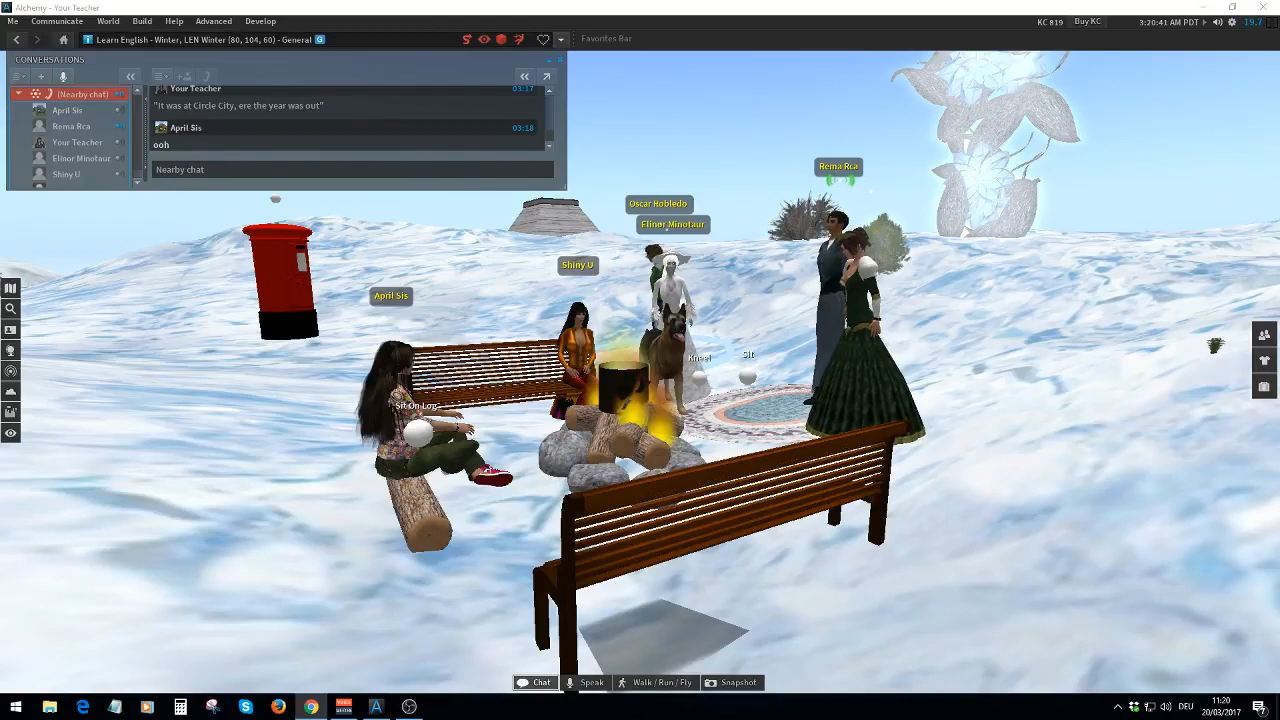 Alchemy - Your Teacher
Me Communicate World Build Help Advanced Develop
KC 819 Buy KC 3:20:41 AM PDT 19.7
Learn English - Winter, LEN Winter (80, 104, 60) - General G
Favorites Bar
CONVERSATIONS
(Nearby chat)
April Sis
Rema Rca
Your Teacher
Elinor Minotaur
Shiny U
Your Teacher 03:17
"It was at Circle City, ere the year was out"
April Sis 03:18
ooh
Nearby chat
Rema Rca
Oscar Robledo
Elinor Minotaur
Shiny U
April Sis
Kneel
Sit
Sit On Log
Chat Speak Walk / Run / Fly Snapshot
DEU
11:20
20/03/2017